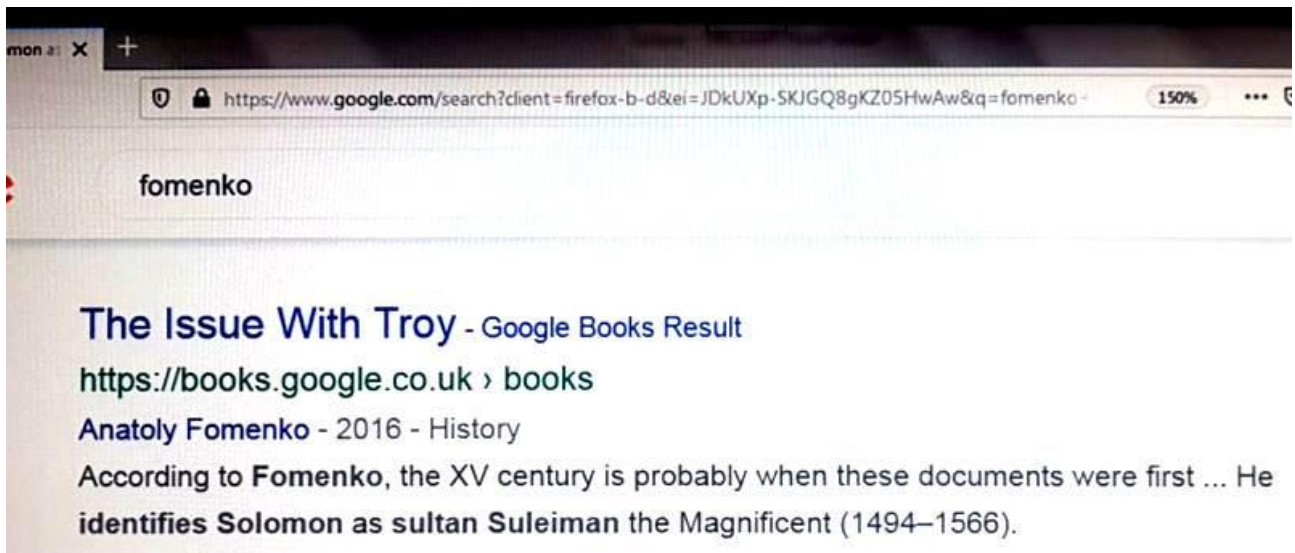 mon as
https://www.google.com/search?client=firefox-b-d&ei=JDkUXp-SKJGQ8gKZ05HwAw&q=fomenko
150%
fomenko
The Issue With Troy - Google Books Result
https://books.google.co.uk › books
Anatoly Fomenko - 2016 - History
According to Fomenko, the XV century is probably when these documents were first ... He
identifies Solomon as sultan Suleiman the Magnificent (1494–1566).